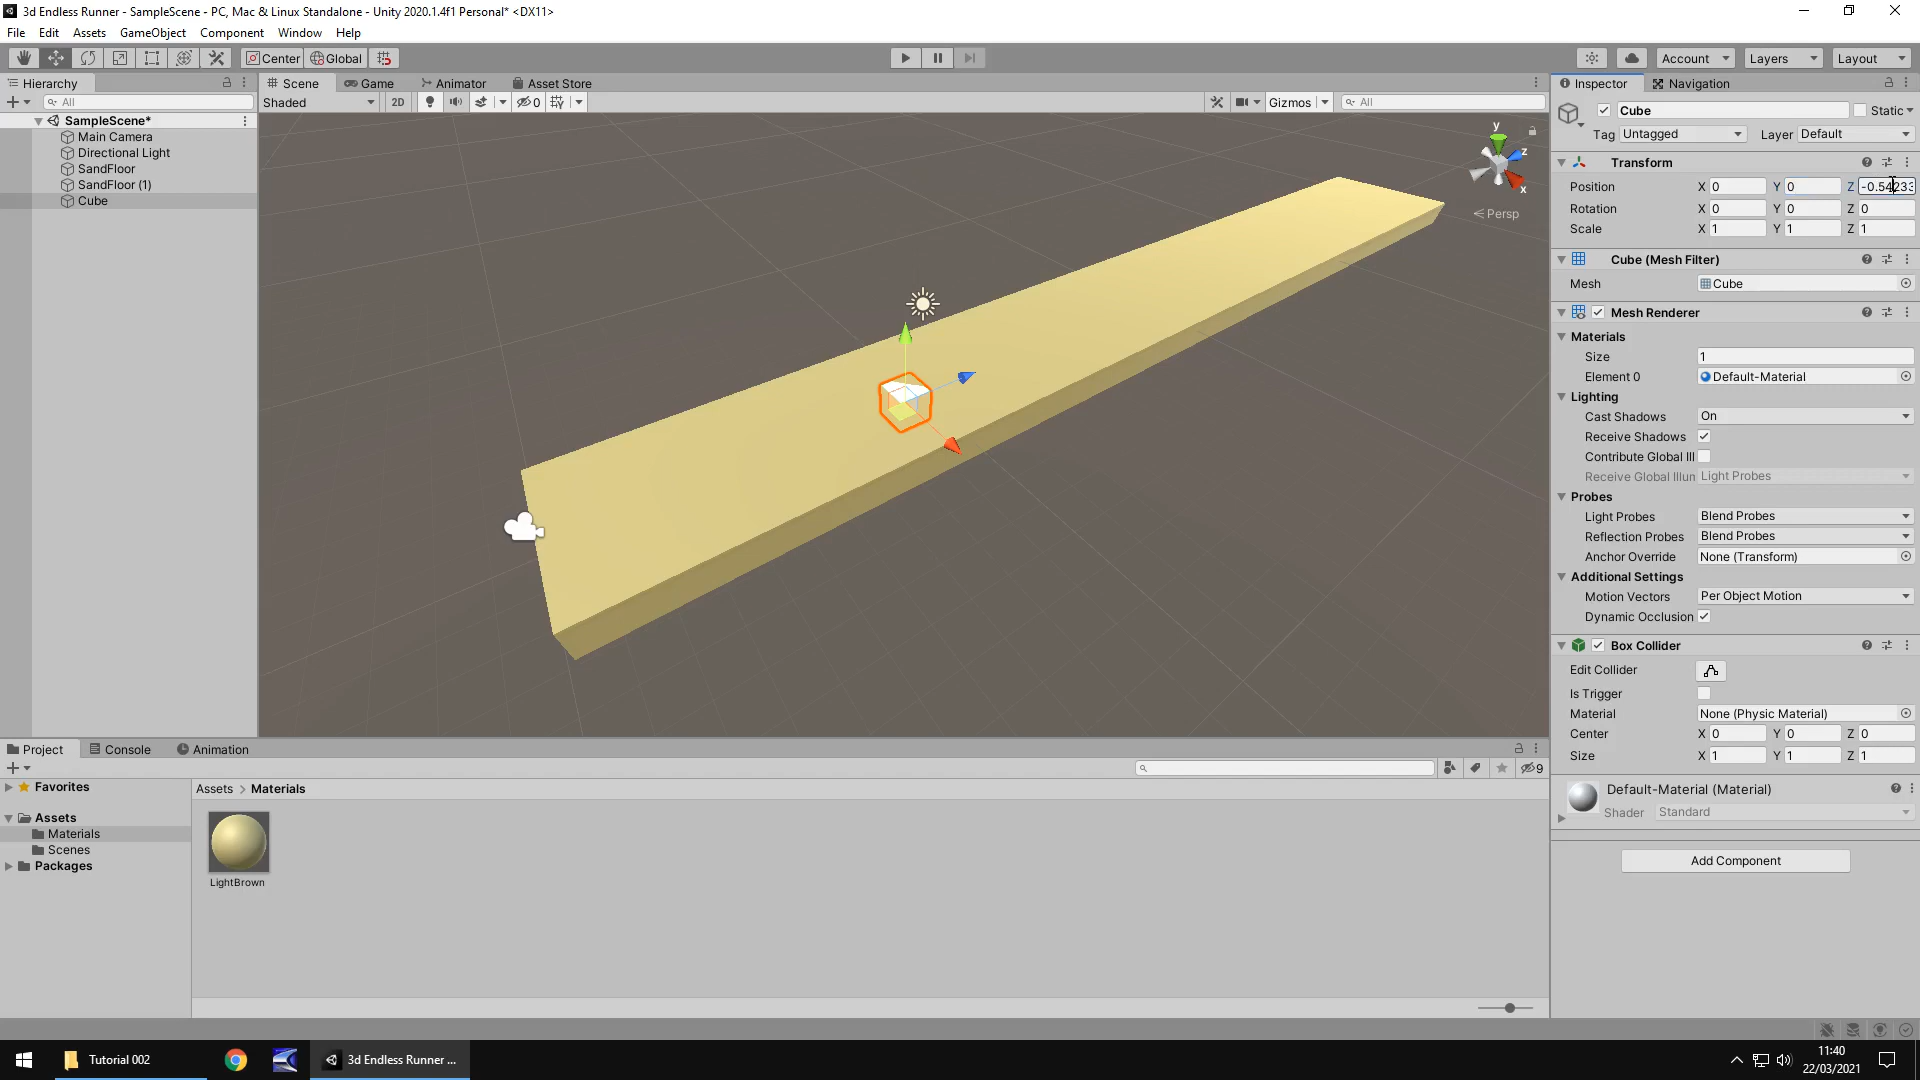 3d Endless Runner - SampleScene - PC, Mac & Linux Standalone - Unity 2020.1.4f1 Personal* <DX11>
File Edit Assets GameObject Component Window Help
Center Global Account Layers Layout
Hierarchy Scene Game Animator Asset Store Inspector Navigation
All Shaded 2D 0 Gizmos All
Cube Static
SampleScene*
Main Camera
Directional Light
SandFloor
SandFloor (1)
Cube
y
z
x
Persp
Tag Untagged Layer Default
Transform
Position X 0 Y 0 Z -0.54233
Rotation X 0 Y 0 Z 0
Scale X 1 Y 1 Z 1
Cube (Mesh Filter)
Mesh Cube
Mesh Renderer
Materials
Size 1
Element 0 Default-Material
Lighting
Cast Shadows On
Receive Shadows
Contribute Global Ill
Receive Global Illun Light Probes
Probes
Light Probes Blend Probes
Reflection Probes Blend Probes
Anchor Override None (Transform)
Additional Settings
Motion Vectors Per Object Motion
Dynamic Occlusion
Box Collider
Edit Collider
Is Trigger
Material None (Physic Material)
Center X 0 Y 0 Z 0
Size X 1 Y 1 Z 1
Default-Material (Material)
Shader Standard
Add Component
Project Console Animation
9
Favorites
Assets
Materials
Scenes
Packages
Assets > Materials
LightBrown
Tutorial 002
3d Endless Runner ...
11:40
22/03/2021